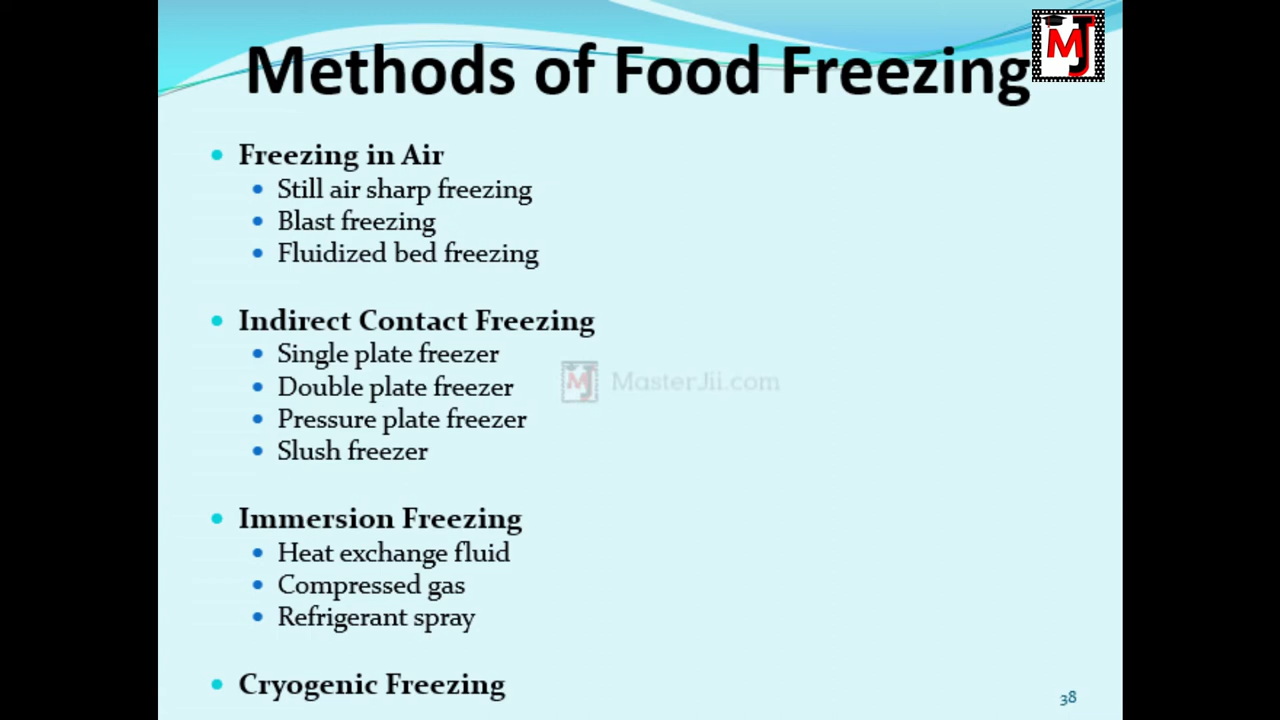 Methods of Food Freezing
MJ
Freezing in Air
Still air sharp freezing
Blast freezing
Fluidized bed freezing
Indirect Contact Freezing
Single plate freezer
Double plate freezer
Pressure plate freezer
Slush freezer
MJ MasterJii.com
Immersion Freezing
Heat exchange fluid
Compressed gas
Refrigerant spray
Cryogenic Freezing
38